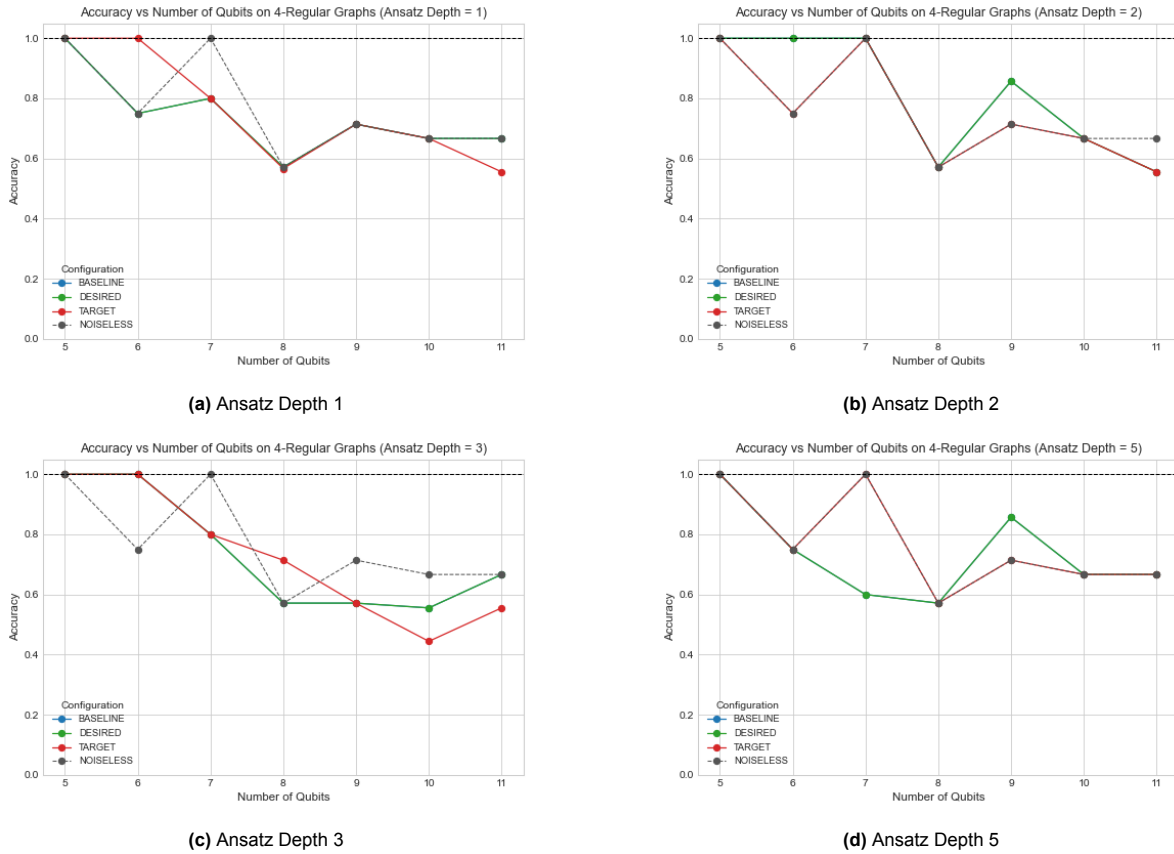 Accuracy vs Number of Qubits on 4-Regular Graphs (Ansatz Depth = 1)
1.0
0.8
0.6
0.4
0.2
0.0
Accuracy
Configuration
BASELINE
DESIRED
TARGET
NOISELESS
5 6 7 8 9 10 11
Number of Qubits
(a) Ansatz Depth 1
Accuracy vs Number of Qubits on 4-Regular Graphs (Ansatz Depth = 2)
1.0
0.8
0.6
0.4
0.2
0.0
Accuracy
Configuration
BASELINE
DESIRED
TARGET
NOISELESS
5 6 7 8 9 10 11
Number of Qubits
(b) Ansatz Depth 2
Accuracy vs Number of Qubits on 4-Regular Graphs (Ansatz Depth = 3)
1.0
0.8
0.6
0.4
0.2
0.0
Accuracy
Configuration
BASELINE
DESIRED
TARGET
NOISELESS
5 6 7 8 9 10 11
Number of Qubits
(c) Ansatz Depth 3
Accuracy vs Number of Qubits on 4-Regular Graphs (Ansatz Depth = 5)
1.0
0.8
0.6
0.4
0.2
0.0
Accuracy
Configuration
BASELINE
DESIRED
TARGET
NOISELESS
5 6 7 8 9 10 11
Number of Qubits
(d) Ansatz Depth 5